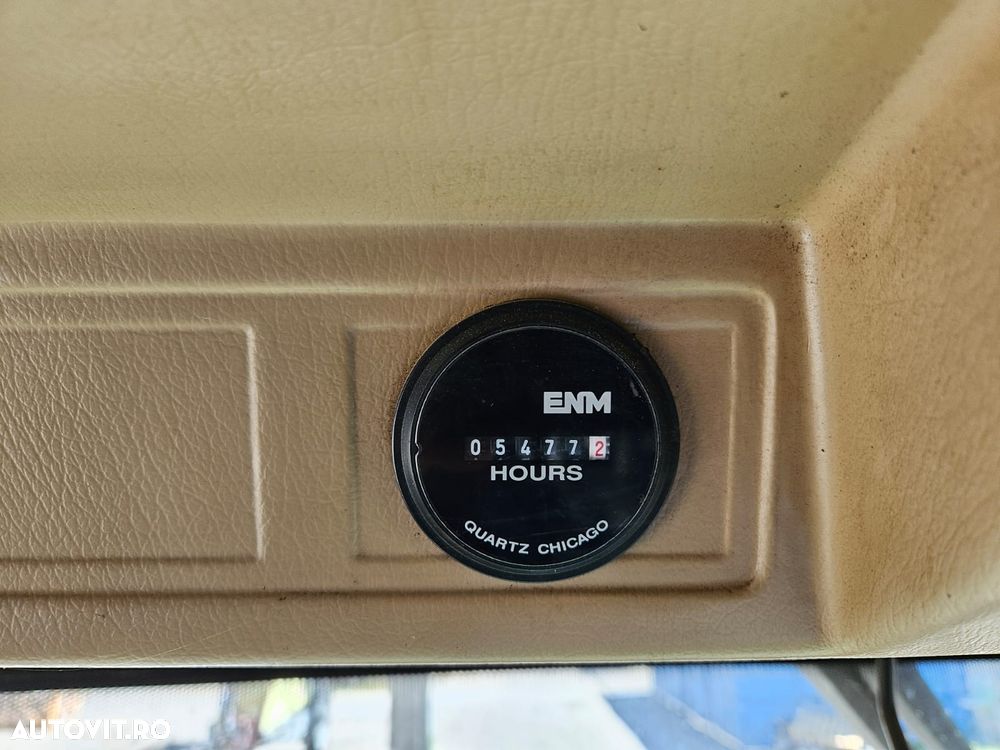 ENM
054772
HOURS
QUARTZ CHICAGO
AUTOVIT.RO